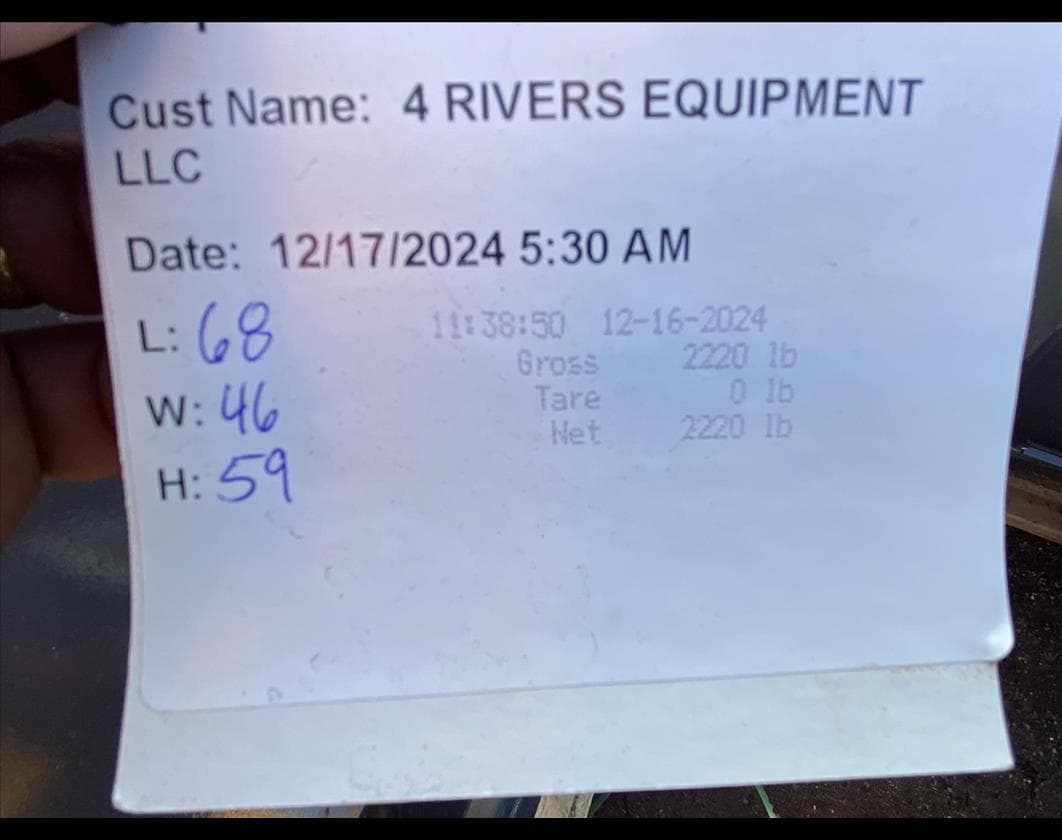 Cust Name: 4 RIVERS EQUIPMENT
LLC
Date: 12/17/2024 5:30 AM
L: 68
11:38:50 12-16-2024
Gross 2220 lb
W: 46
Tare 0 lb
Net 2220 lb
H: 59